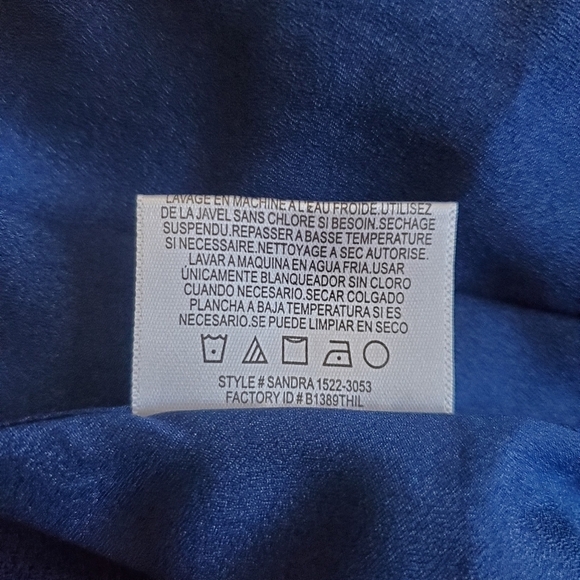 LAVAGE EN MACHINE A L'EAU FROIDE.UTILISEZ
DE LA JAVEL SANS CHLORE SI BESOIN.SECHAGE
SUSPENDU.REPASSER A BASSE TEMPERATURE
SI NECESSAIRE.NETTOYAGE A SEC AUTORISE.
LAVAR A MAQUINA EN AGUA FRIA.USAR
ÚNICAMENTE BLANQUEADOR SIN CLORO
CUANDO NECESARIO.SECAR COLGADO
PLANCHA A BAJA TEMPERATURA SI ES
NECESARIO.SE PUEDE LIMPIAR EN SECO
STYLE # SANDRA 1522-3053
FACTORY ID # B1389THIL